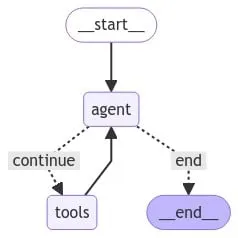 __start__
agent
continue
end
tools
__end__